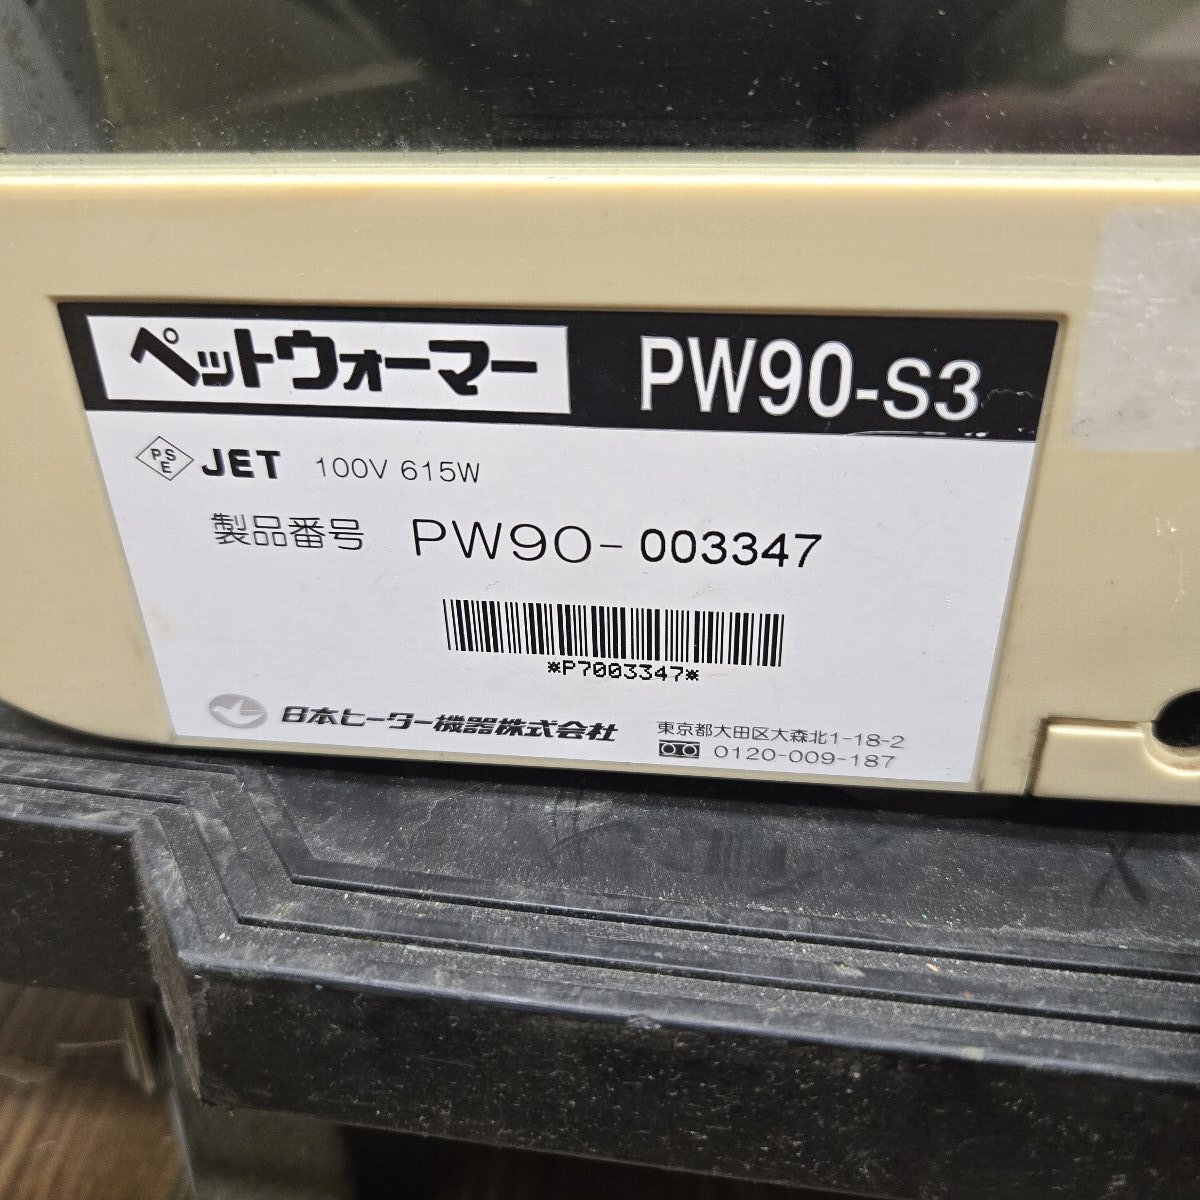 ペットウォーマー PW90-S3
PSE JET 100V 615W
製品番号 PW90-003347
*P7003347*
日本ヒーター機器株式会社
東京都大田区大森北1-18-2
0120-009-187